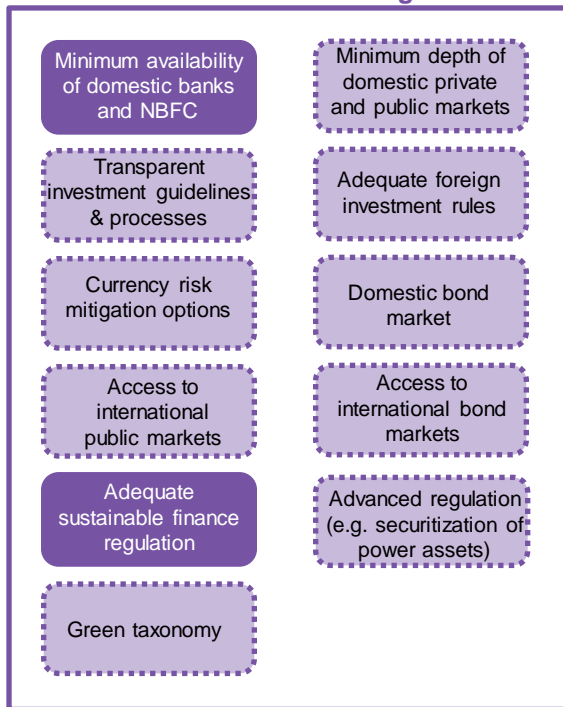 Minimum availability
of domestic banks
and NBFC
Minimum depth of
domestic private
and public markets
Transparent
investment guidelines
& processes
Adequate foreign
investment rules
Currency risk
mitigation options
Domestic bond
market
Access to
international
public markets
Access to
international bond
markets
Adequate
sustainable finance
regulation
Advanced regulation
(e.g. securitization of
power assets)
Green taxonomy